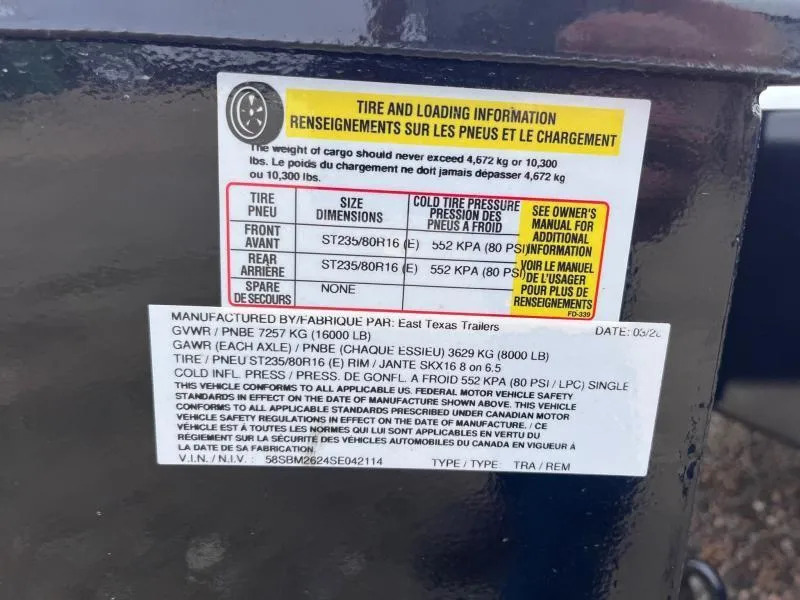 TIRE AND LOADING INFORMATION
RENSEIGNEMENTS SUR LES PNEUS ET LE CHARGEMENT
The weight of cargo should never exceed 4,672 kg or 10,300
lbs. Le poids du chargement ne doit jamais dépasser 4,672 kg
ou 10,300 lbs.
TIRE PNEU SIZE DIMENSIONS COLD TIRE PRESSURE PRESSION DES PNEUS A FROID
FRONT AVANT ST235/80R16 (E) 552 KPA (80 PSI)
REAR ARRIÈRE ST235/80R16 (E) 552 KPA (80 PSI)
SPARE DE SECOURS NONE
SEE OWNER'S
MANUAL FOR
ADDITIONAL
INFORMATION
VOIR LE MANUEL
DE L'USAGER
POUR PLUS DE
RENSEIGNEMENTS
FD-339
MANUFACTURED BY/FABRIQUE PAR: East Texas Trailers DATE: 03/
GVWR / PNBE 7257 KG (16000 LB)
GAWR (EACH AXLE) / PNBE (CHAQUE ESSIEU) 3629 KG (8000 LB)
TIRE / PNEU ST235/80R16 (E) RIM / JANTE SKX16 8 on 6.5
COLD INFL. PRESS / PRESS. DE GONFL. A FROID 552 KPA (80 PSI / LPC) SINGLE
THIS VEHICLE CONFORMS TO ALL APPLICABLE US. FEDERAL MOTOR VEHICLE SAFETY
STANDARDS IN EFFECT ON THE DATE OF MANUFACTURE SHOWN ABOVE. THIS VEHICLE
CONFORMS TO ALL APPLICABLE STANDARDS PRESCRIBED UNDER CANADIAN MOTOR
VEHICLE SAFETY REGULATIONS IN EFFECT ON THE DATE OF MANUFACTURE. / CE
VÉHICLE EST À TOUTES LES NORMES QUI LUI SONT APPLICABLES EN VERTU DU
RÉGIEMENT SUR LA SÉCURITÉ DES VÉHICLES AUTOMOBILES DU CANADA EN VIGUEUR À
LA DATE DE SA FABRICATION.
V.I.N. / N.I.V.: 58SBM2624SE042114 TYPE / TYPE: TRA / REM